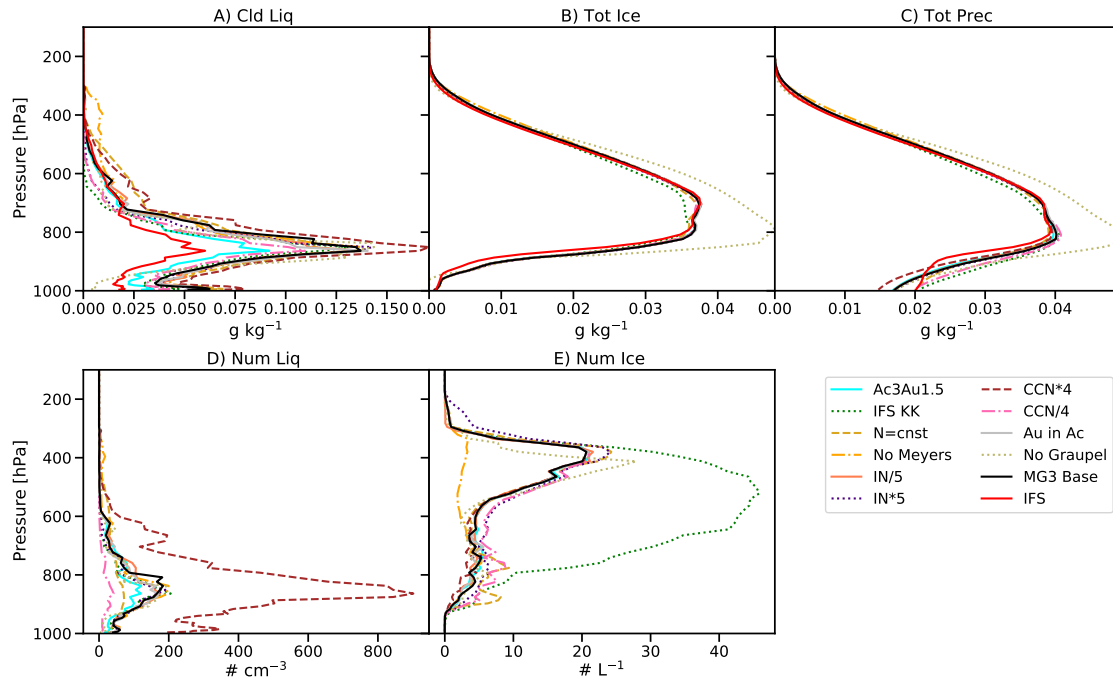 A) Cld Liq
B) Tot Ice
C) Tot Prec
Pressure [hPa]
200
400
600
800
1000
0.000 0.025 0.050 0.075 0.100 0.125 0.150
0.00 0.01 0.02 0.03 0.04
0.00 0.01 0.02 0.03 0.04
g kg⁻¹
g kg⁻¹
g kg⁻¹
D) Num Liq
E) Num Ice
Pressure [hPa]
200
400
600
800
1000
0 200 400 600 800
0 10 20 30 40
# cm⁻³
# L⁻¹
Ac3Au1.5
IFS KK
N=cnst
No Meyers
IN/5
IN*5
CCN*4
CCN/4
Au in Ac
No Graupel
MG3 Base
IFS